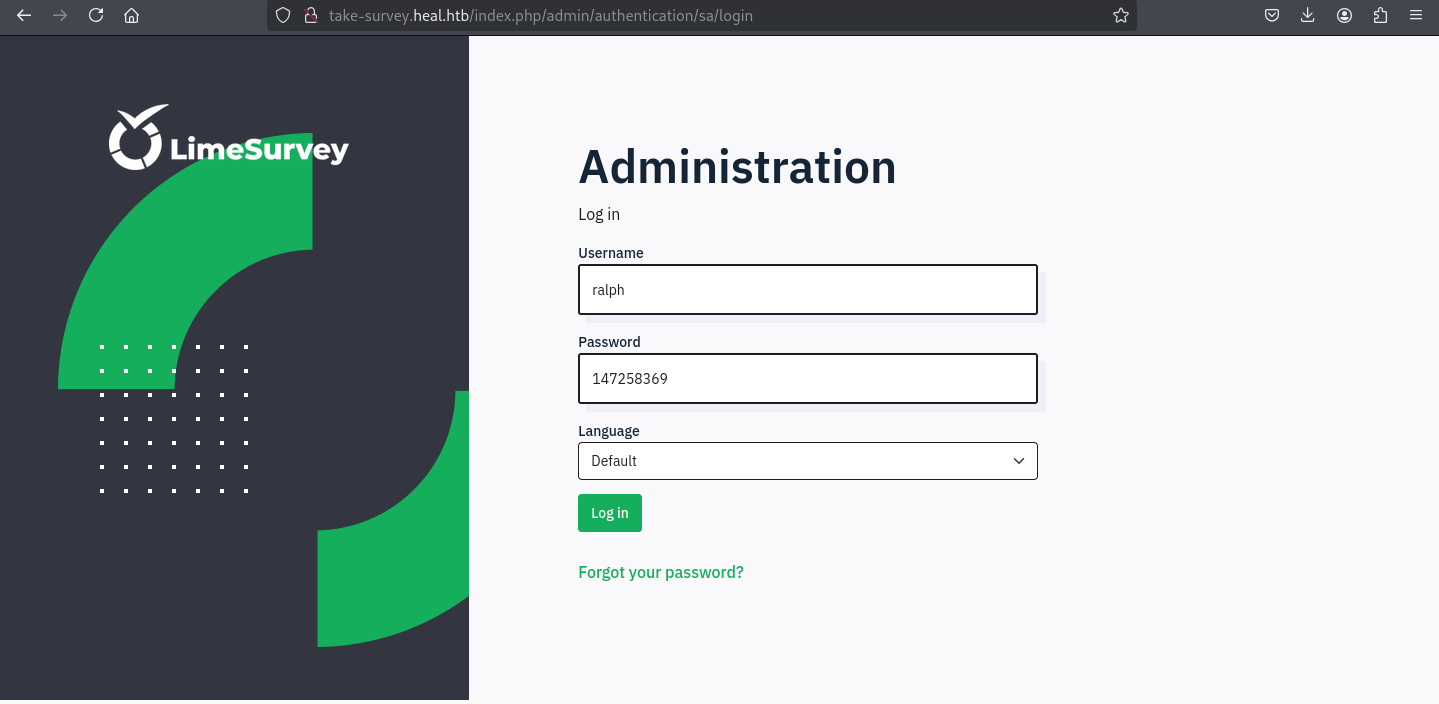 take-survey.heal.htb/index.php/admin/authentication/sa/login
LimeSurvey
Administration
Log in
Username
ralph
Password
147258369
Language
Default
Log in
Forgot your password?